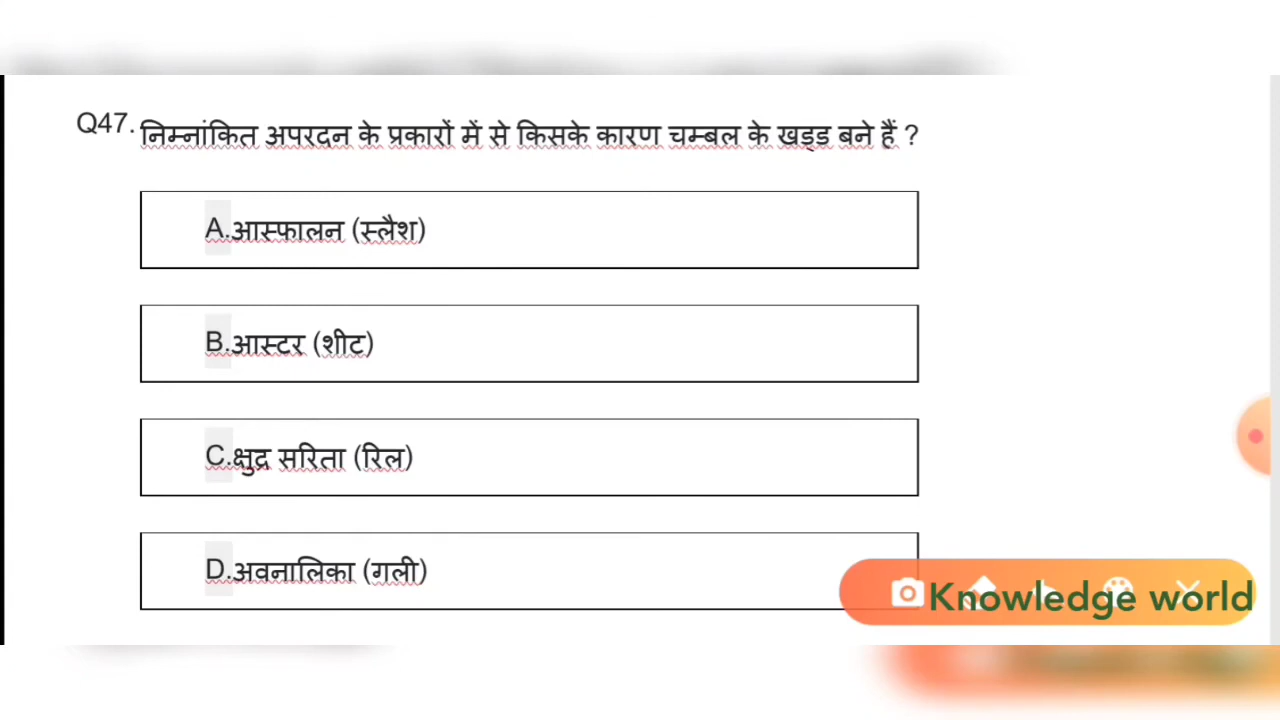 Q47. निम्नांकित अपरदन के प्रकारों में से किसके कारण चम्बल के खड्ड बने हैं ?
A.आस्फालन (स्लैश)
B.आस्टर (शीट)
C.क्षुद्र सरिता (रिल)
D.अवनालिका (गली)
Knowledge world